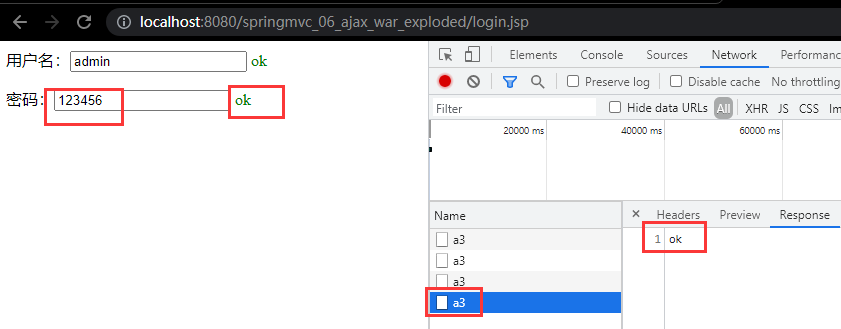 localhost:8080/springmvc_06_ajax_war_exploded/login.jsp
用户名：admin ok
密码：123456 ok
Elements Console Sources Network Performance
Preserve log Disable cache No throttling
Filter Hide data URLs All XHR JS CSS Im
20000 ms 40000 ms 60000 ms
Name × Headers Preview Response
a3 1 ok
a3
a3
a3